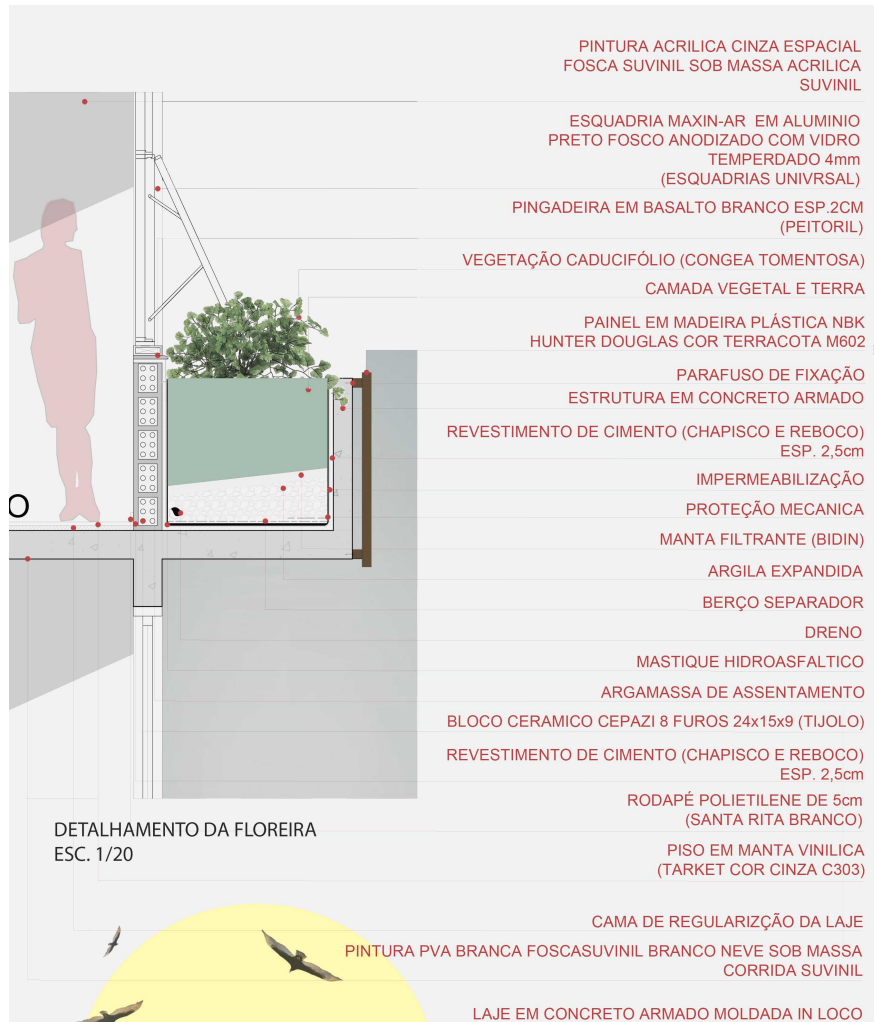 PINTURA ACRILICA CINZA ESPACIAL
FOSCA SUVINIL SOB MASSA ACRILICA
SUVINIL
ESQUADRIA MAXIN-AR EM ALUMINIO
PRETO FOSCO ANODIZADO COM VIDRO
TEMPERDADO 4mm
(ESQUADRIAS UNIVRSAL)
PINGADEIRA EM BASALTO BRANCO ESP.2CM
(PEITORIL)
VEGETAÇÃO CADUCIFÓLIO (CONGEA TOMENTOSA)
CAMADA VEGETAL E TERRA
PAINEL EM MADEIRA PLÁSTICA NBK
HUNTER DOUGLAS COR TERRACOTA M602
PARAFUSO DE FIXAÇÃO
ESTRUTURA EM CONCRETO ARMADO
REVESTIMENTO DE CIMENTO (CHAPISCO E REBOCO)
ESP. 2,5cm
IMPERMEABILIZAÇÃO
O
PROTEÇÃO MECANICA
MANTA FILTRANTE (BIDIN)
ARGILA EXPANDIDA
BERÇO SEPARADOR
DRENO
MASTIQUE HIDROASFALTICO
ARGAMASSA DE ASSENTAMENTO
BLOCO CERAMICO CEPAZI 8 FUROS 24x15x9 (TIJOLO)
REVESTIMENTO DE CIMENTO (CHAPISCO E REBOCO)
ESP. 2,5cm
RODAPÉ POLIETILENE DE 5cm
(SANTA RITA BRANCO)
DETALHAMENTO DA FLOREIRA
ESC. 1/20
PISO EM MANTA VINILICA
(TARKET COR CINZA C303)
CAMA DE REGULARIZÇÃO DA LAJE
PINTURA PVA BRANCA FOSCASUVINIL BRANCO NEVE SOB MASSA
CORRIDA SUVINIL
LAJE EM CONCRETO ARMADO MOLDADA IN LOCO